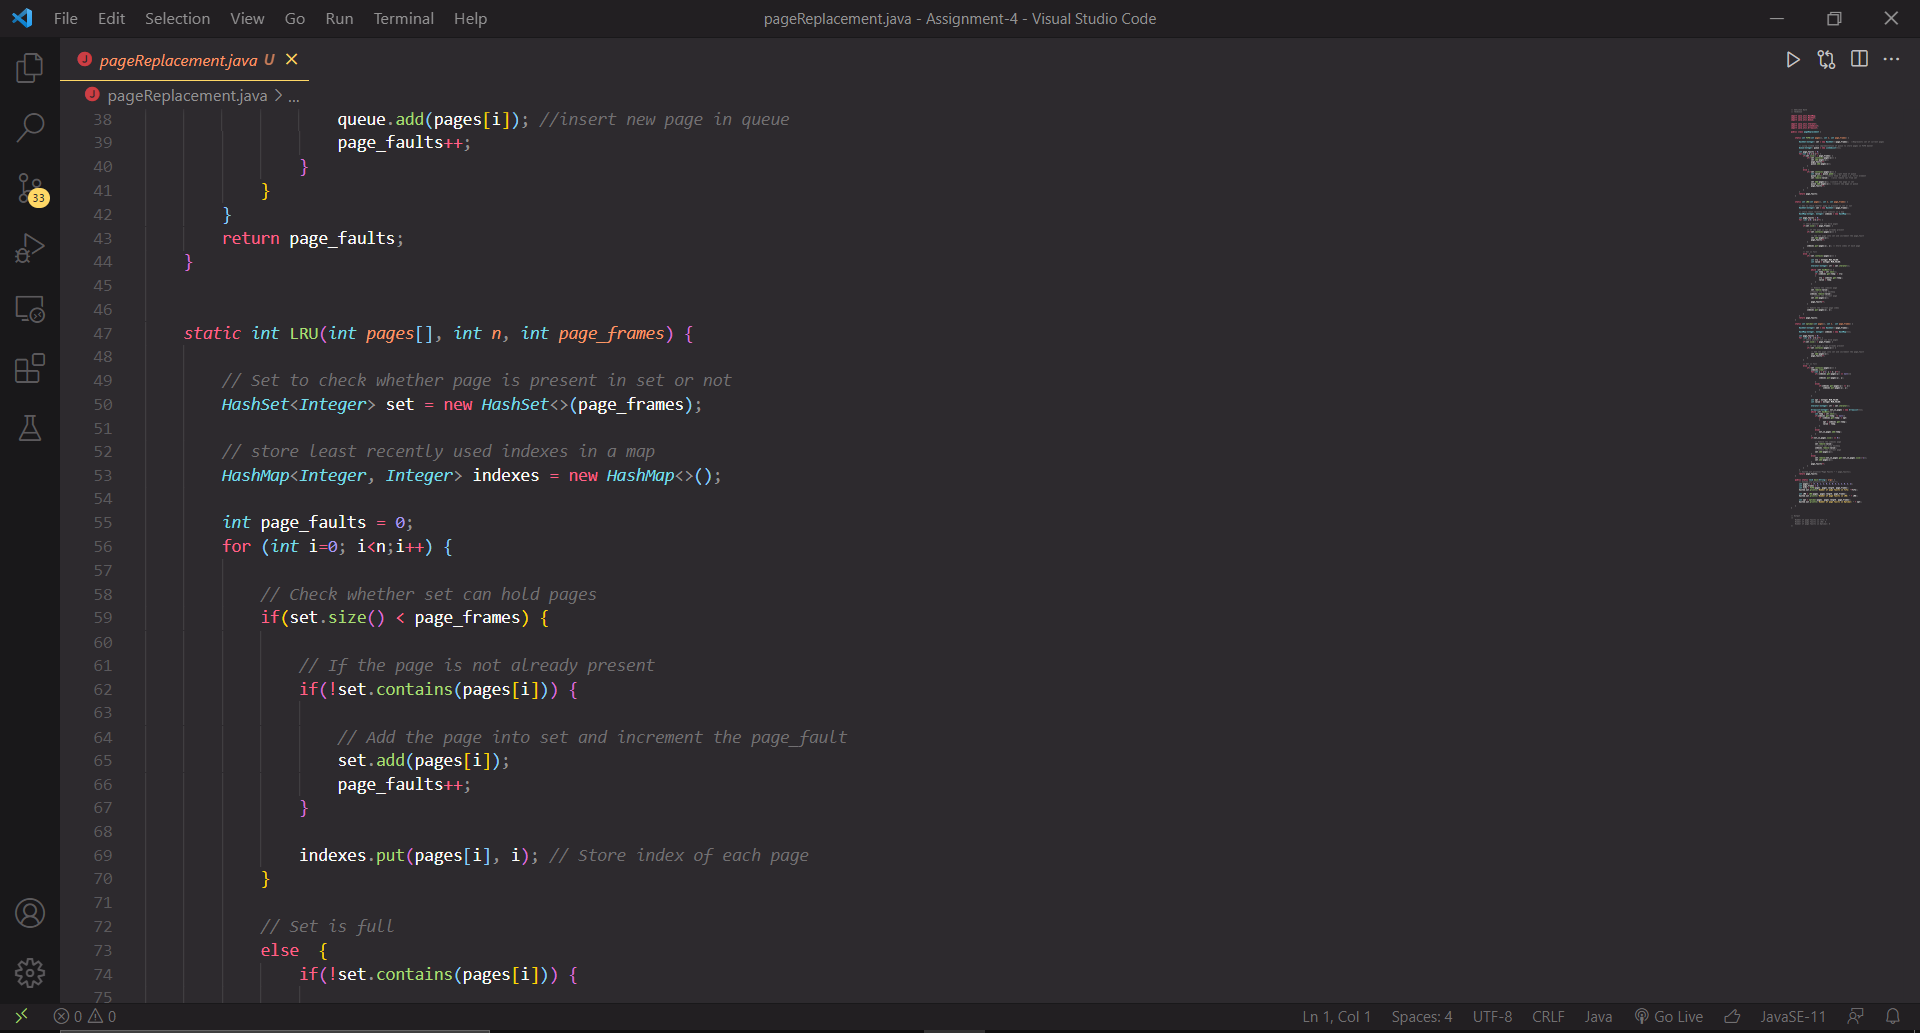 File Edit Selection View Go Run Terminal Help pageReplacement.java - Assignment-4 - Visual Studio Code
pageReplacement.java U
pageReplacement.java > ...
33
38 queue.add(pages[i]); //insert new page in queue
39 page_faults++;
40 }
41 }
42 }
43 return page_faults;
44 }
45
46
47 static int LRU(int pages[], int n, int page_frames) {
48
49 // Set to check whether page is present in set or not
50 HashSet<Integer> set = new HashSet<>(page_frames);
51
52 // store least recently used indexes in a map
53 HashMap<Integer, Integer> indexes = new HashMap<>();
54
55 int page_faults = 0;
56 for (int i=0; i<n;i++) {
57
58 // Check whether set can hold pages
59 if(set.size() < page_frames) {
60
61 // If the page is not already present
62 if(!set.contains(pages[i])) {
63
64 // Add the page into set and increment the page_fault
65 set.add(pages[i]);
66 page_faults++;
67 }
68
69 indexes.put(pages[i], i); // Store index of each page
70 }
71
72 // Set is full
73 else {
74 if(!set.contains(pages[i])) {
75
0 0 Ln 1, Col 1 Spaces: 4 UTF-8 CRLF Java Go Live JavaSE-11